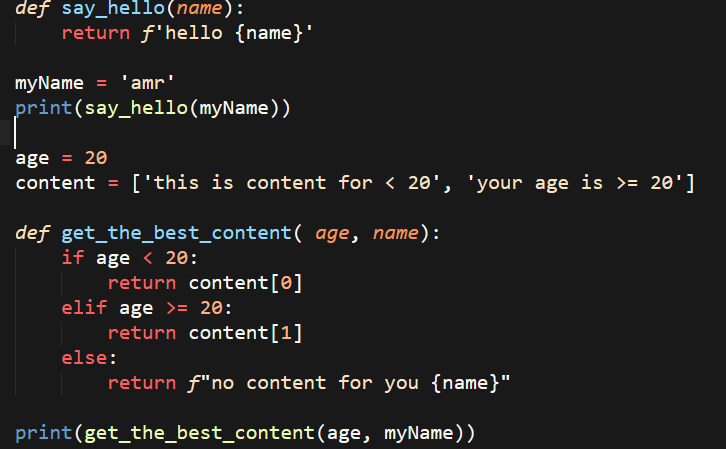 def say_hello(name):
    return f'hello {name}'

myName = 'amr'
print(say_hello(myName))

age = 20
content = ['this is content for < 20', 'your age is >= 20']

def get_the_best_content( age, name):
    if age < 20:
        return content[0]
    elif age >= 20:
        return content[1]
    else:
        return f"no content for you {name}"

print(get_the_best_content(age, myName))